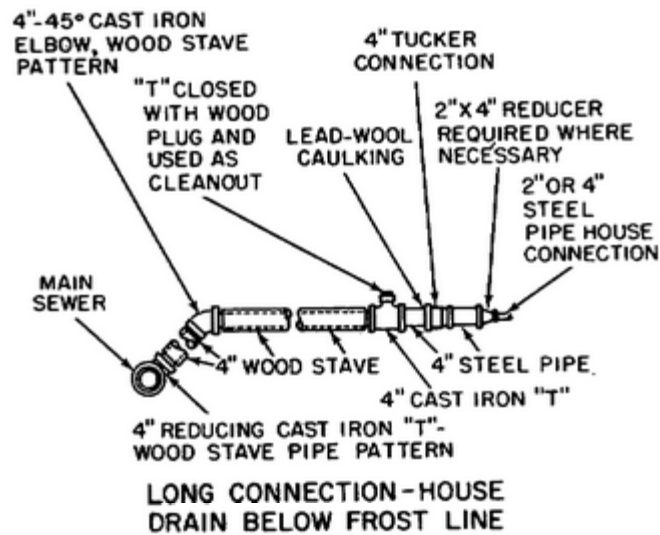 4"-45° CAST IRON
ELBOW, WOOD STAVE
PATTERN
"T" CLOSED
WITH WOOD
PLUG AND
USED AS
CLEANOUT
LEAD-WOOL
CAULKING
4" TUCKER
CONNECTION
2"X4" REDUCER
REQUIRED WHERE
NECESSARY
2" OR 4"
STEEL
PIPE HOUSE
CONNECTION
MAIN
SEWER
4" WOOD STAVE
4" STEEL PIPE
4" CAST IRON "T"
4" REDUCING CAST IRON "T"-
WOOD STAVE PIPE PATTERN
LONG CONNECTION-HOUSE
DRAIN BELOW FROST LINE